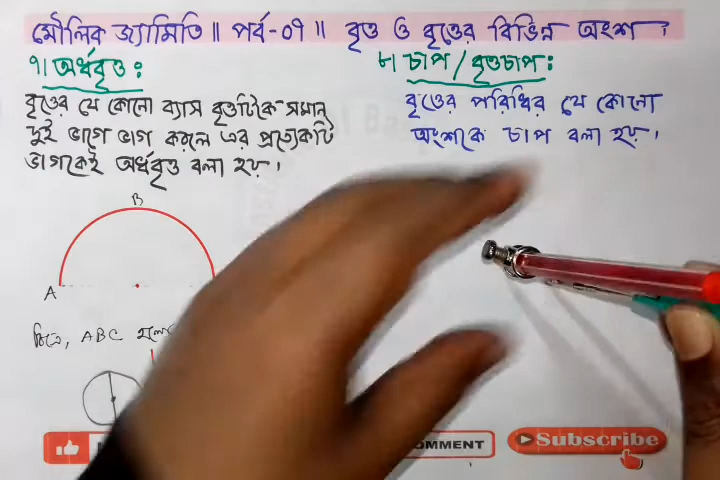 মৌলিক জ্যামিতি ॥ পর্ব-০৭ ॥ বৃত্ত ও বৃত্তের বিভিন্ন অংশ ।
৭। অর্ধবৃত্ত :
বৃত্তের যে কোনো ব্যাস বৃত্তটিকে সমান
দুই ভাগে ভাগ করলে এর প্রত্যেকটি
ভাগকেই অর্ধবৃত্ত বলা হয় ।
B
A
চিত্রে, ABC
৮। চাপ / বৃত্তচাপ :
বৃত্তের পরিধির যে কোনো
অংশকে চাপ বলা হয় ।
Subscribe